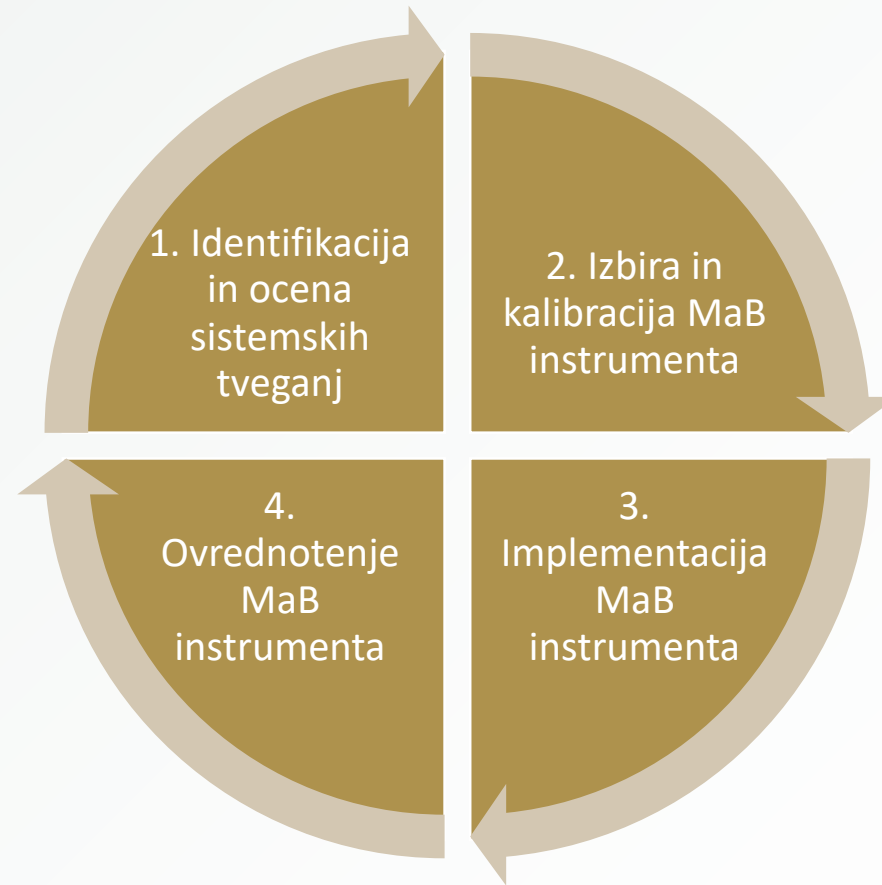 1. Identifikacija
in ocena
sistemskih
tveganj
2. Izbira in
kalibracija MaB
instrumenta
3.
Implementacija
MaB
instrumenta
4.
Ovrednotenje
MaB
instrumenta